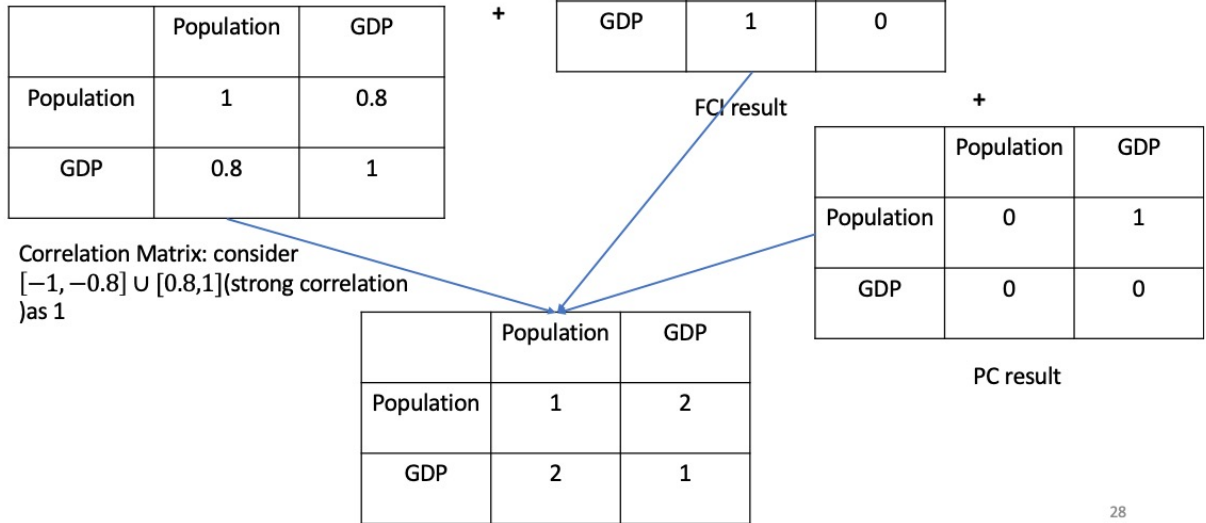 Population GDP
Population 1 0.8
GDP 0.8 1
+
GDP 1 0
FCI result
+
Population GDP
Population 0 1
GDP 0 0
PC result
Correlation Matrix: consider
[−1, −0.8] ∪ [0.8,1](strong correlation
)as 1
Population GDP
Population 1 2
GDP 2 1
28